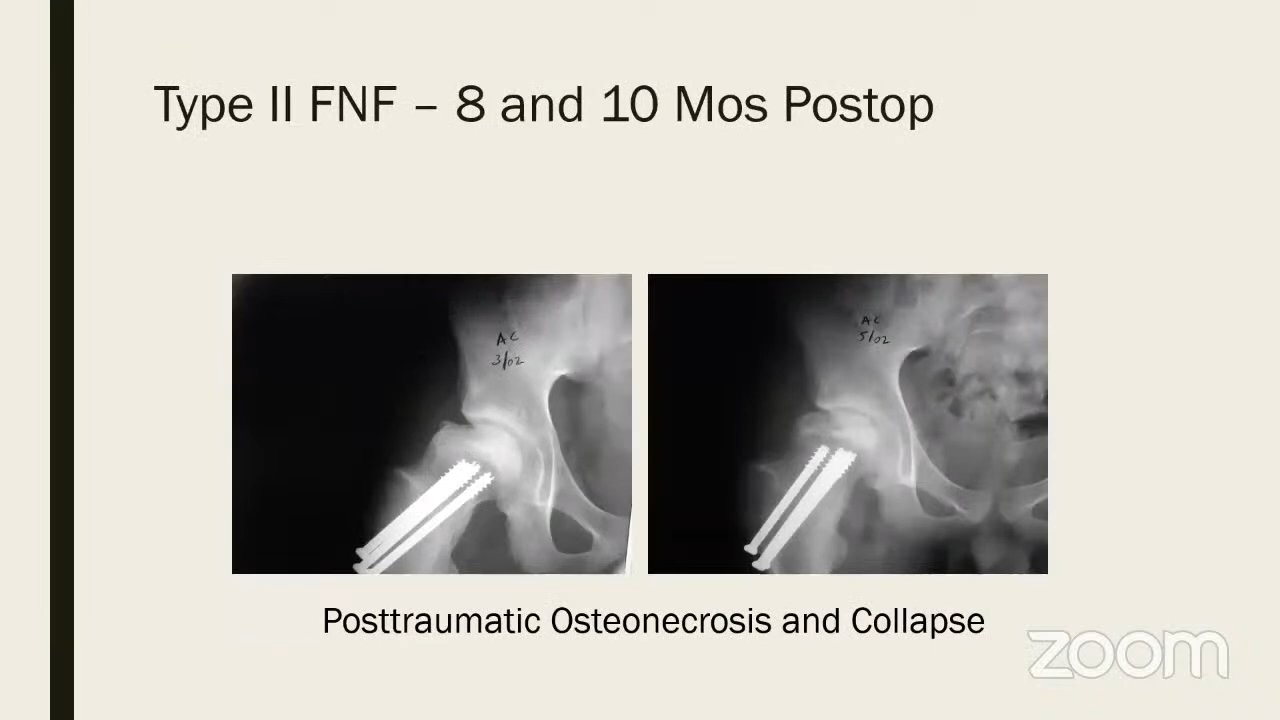 Type II FNF – 8 and 10 Mos Postop
AC
3/02
AC
5/02
Posttraumatic Osteonecrosis and Collapse
zoom